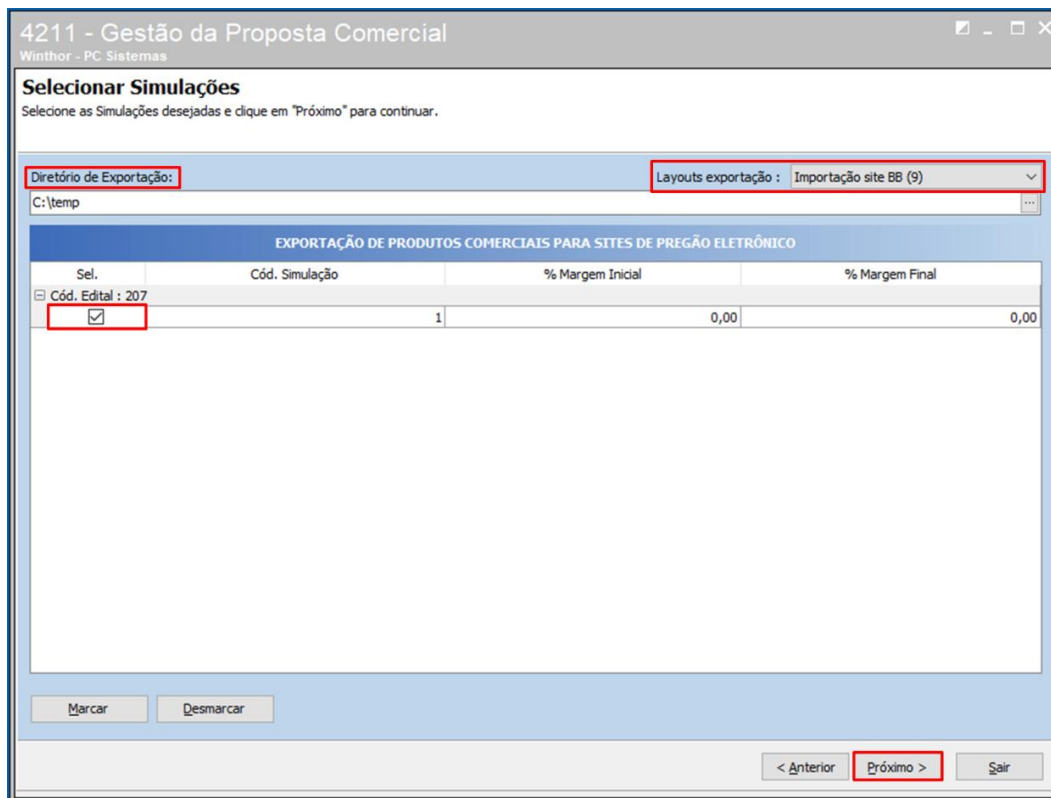 4211 - Gestão da Proposta Comercial
Winthor - PC Sistemas
Selecionar Simulações
Selecione as Simulações desejadas e clique em "Próximo" para continuar.
Diretório de Exportação:
Layouts exportação : Importação site BB (9)
C:\temp
...
EXPORTAÇÃO DE PRODUTOS COMERCIAIS PARA SITES DE PREGÃO ELETRÔNICO
Sel. Cód. Simulação % Margem Inicial % Margem Final
Cód. Edital : 207
1 0,00 0,00
Marcar Desmarcar
< Anterior Próximo > Sair